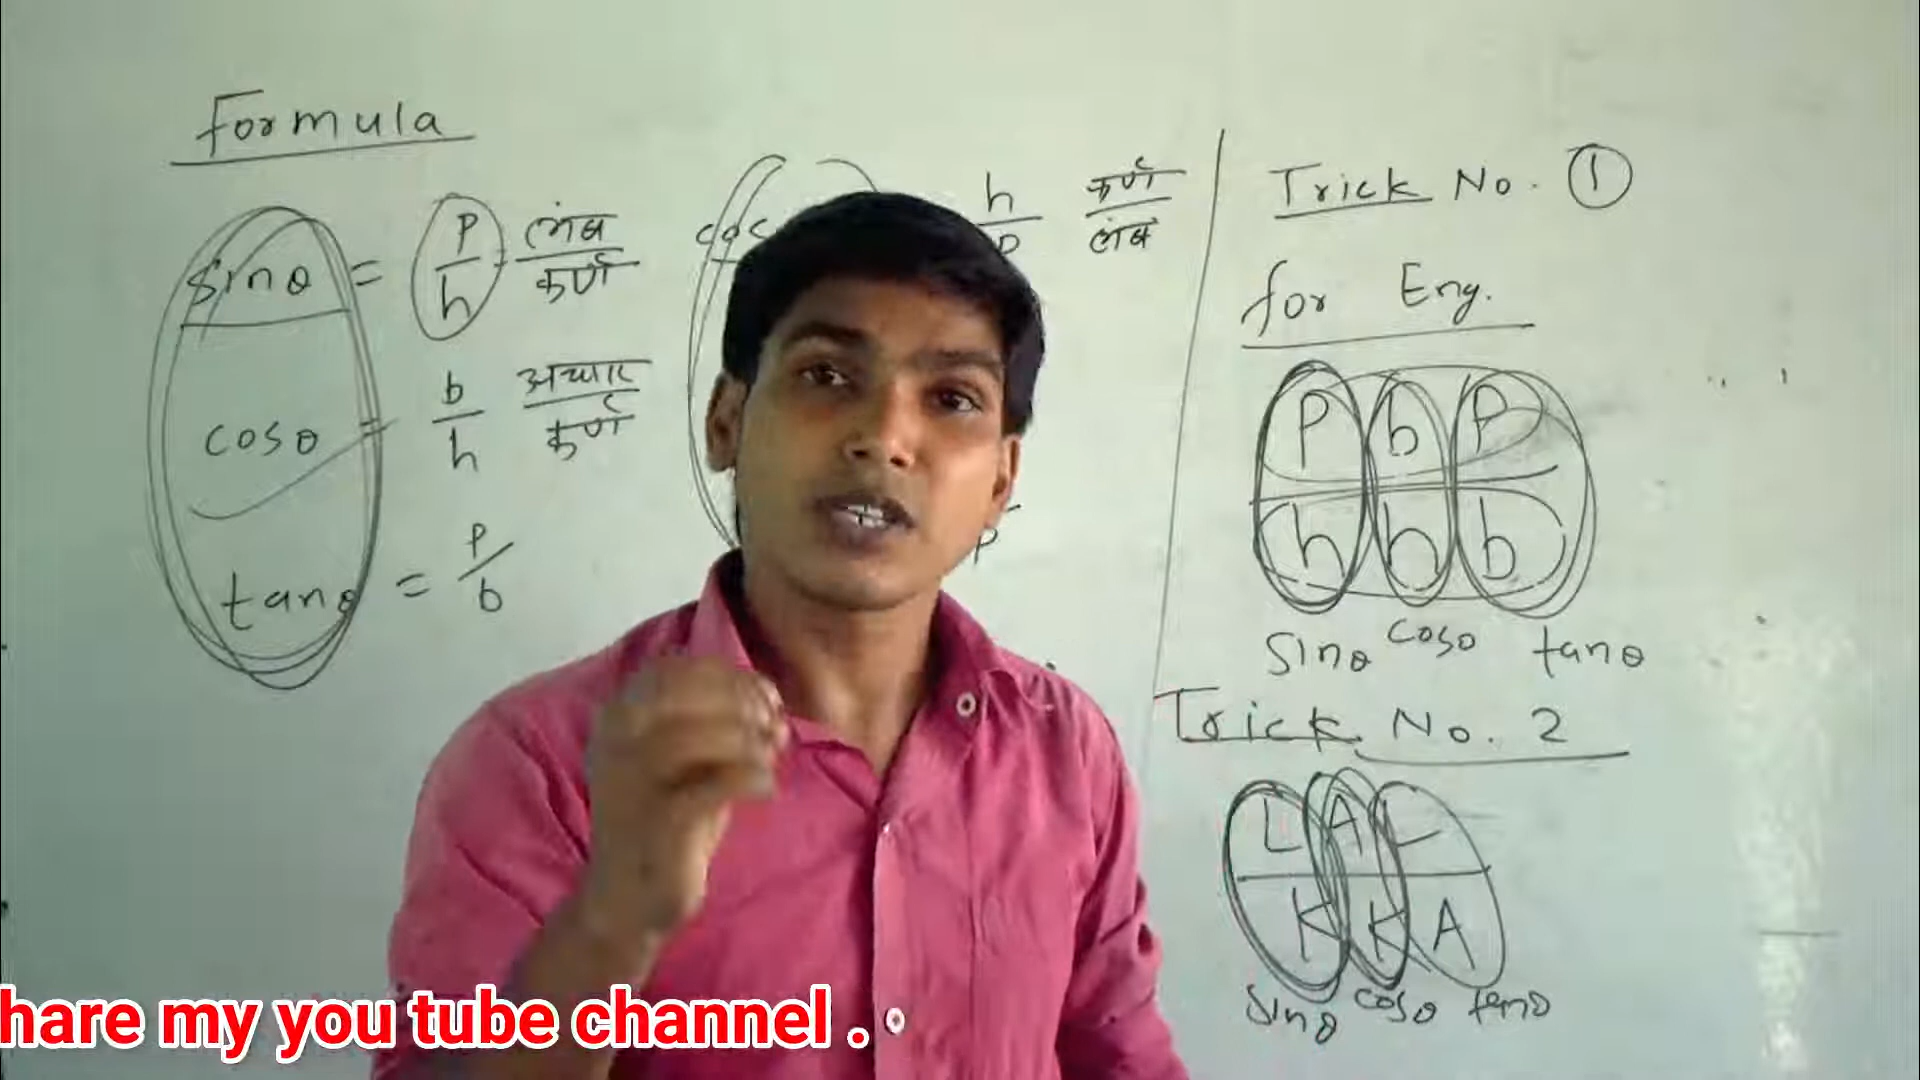 Formula
sinθ = p/h = लंब/कर्ण
h/p कर्ण/लंब
cosθ = b/h आधार/कर्ण
tanθ = p/b
Trick No. 1
for Eng.
P b P
h h b
sinθ cosθ tanθ
Trick No. 2
L A L
K K A
sinθ cosθ tanθ
hare my you tube channel .